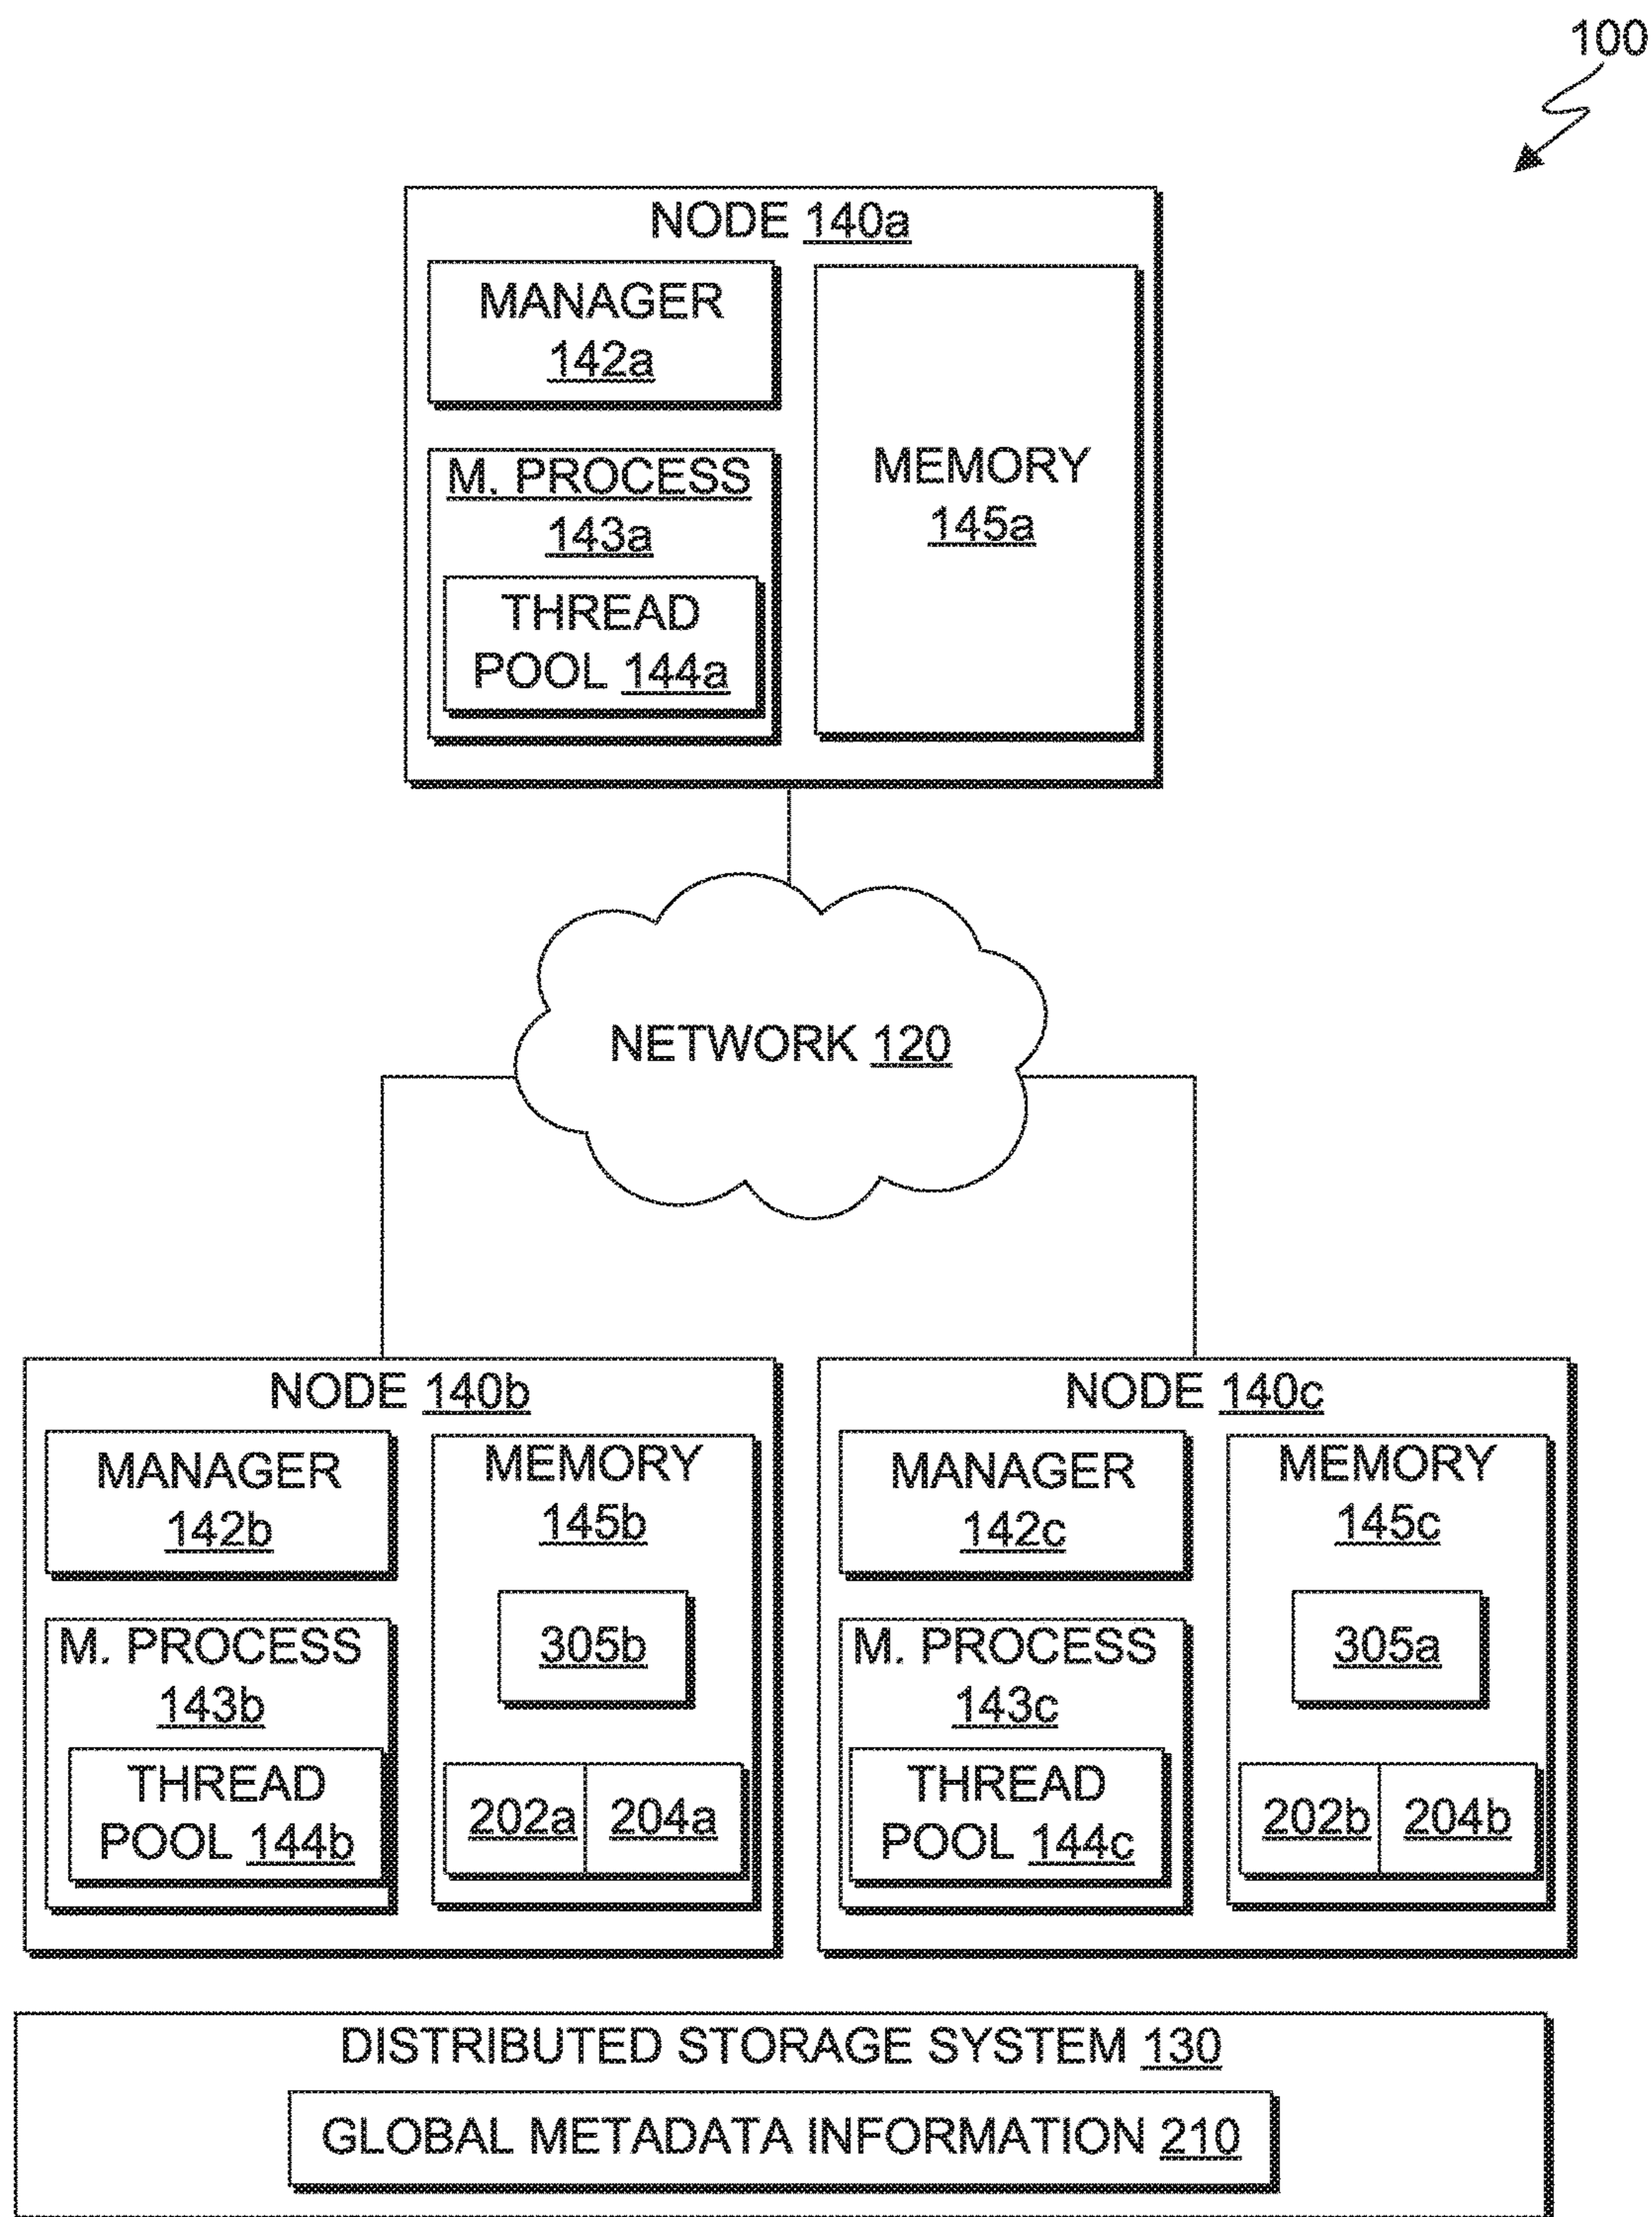 100
NODE 140a
MANAGER
142a
M. PROCESS
143a
THREAD
POOL 144a
MEMORY
145a
NETWORK 120
NODE 140b
MANAGER
142b
M. PROCESS
143b
THREAD
POOL 144b
MEMORY
145b
305b
202a
204a
NODE 140c
MANAGER
142c
M. PROCESS
143c
THREAD
POOL 144c
MEMORY
145c
305a
202b
204b
DISTRIBUTED STORAGE SYSTEM 130
GLOBAL METADATA INFORMATION 210